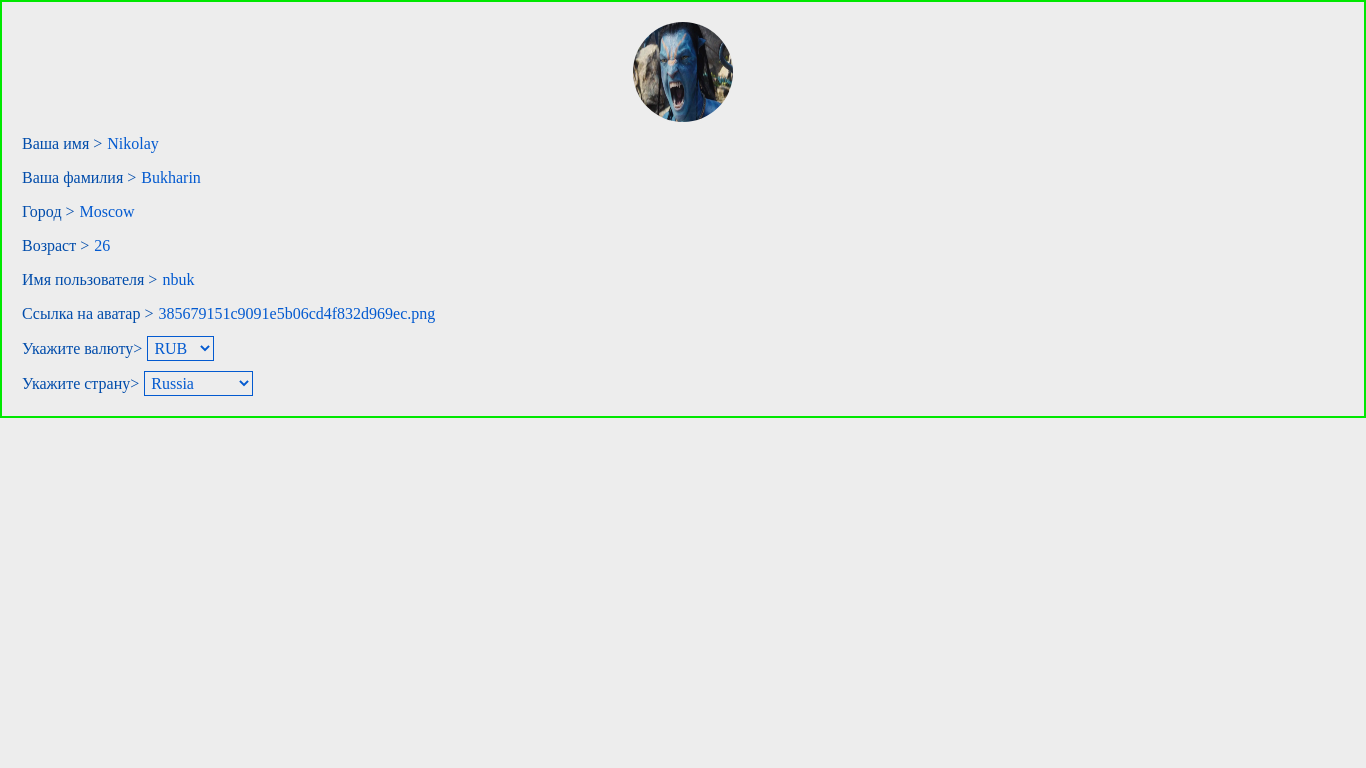 Ваша имя > Nikolay
Ваша фамилия > Bukharin
Город > Moscow
Возраст > 26
Имя пользователя > nbuk
Ссылка на аватар > 385679151c9091e5b06cd4f832d969ec.png
Укажите валюту> RUB
Укажите страну> Russia